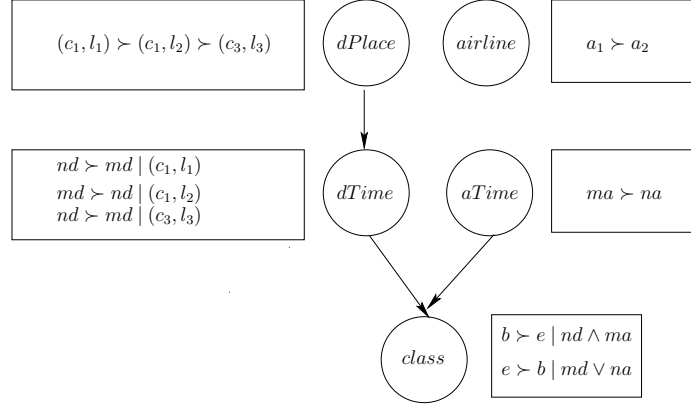 (c₁, l₁) ≻ (c₁, l₂) ≻ (c₃, l₃)
dPlace
airline
a₁ ≻ a₂
nd ≻ md | (c₁, l₁)
md ≻ nd | (c₁, l₂)
nd ≻ md | (c₃, l₃)
dTime
aTime
ma ≻ na
class
b ≻ e | nd ∧ ma
e ≻ b | md ∨ na